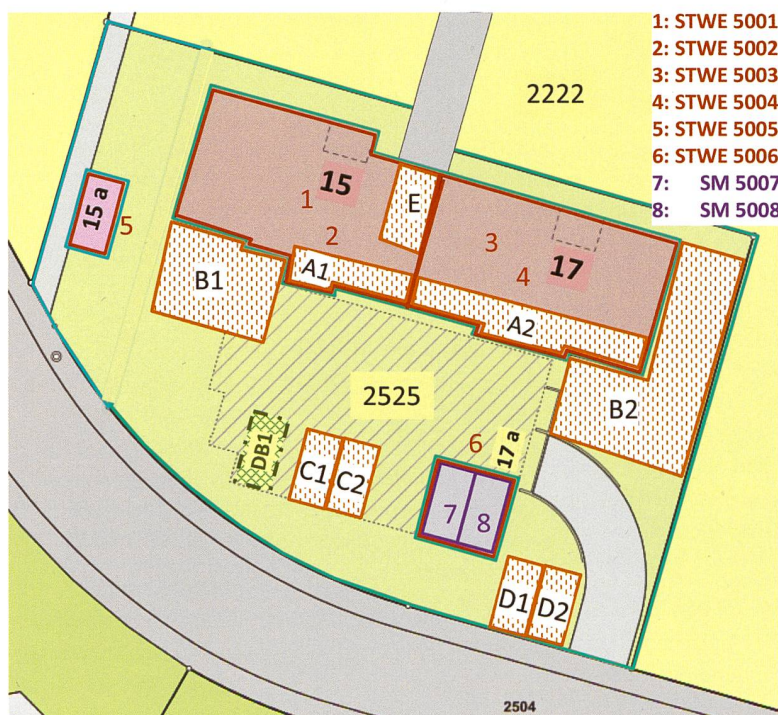 1: STWE 5001
2: STWE 5002
3: STWE 5003
4: STWE 5004
5: STWE 5005
6: STWE 5006
7: SM 5007
8: SM 5008
2222
15
15 a
5
1
E
3
2
4
17
A1
B1
A2
2525
B2
6
17 a
DB1
C1
C2
7
8
D1
D2
2504